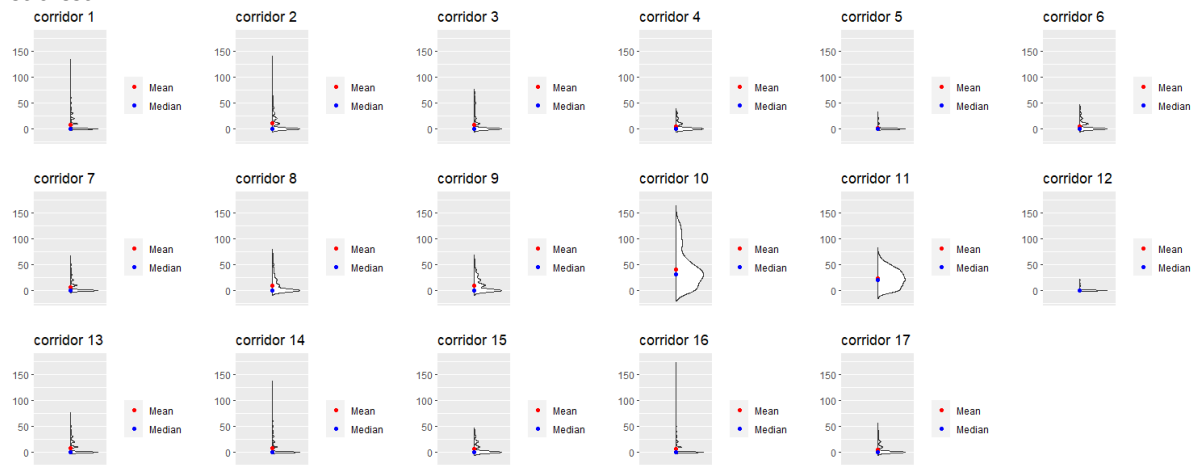 corridor 1 corridor 2 corridor 3 corridor 4 corridor 5 corridor 6
150 150 150 150 150 150
100 100 100 100 100 100
Mean Mean Mean Mean Mean Mean
50 50 50 50 50 50
Median Median Median Median Median Median
0 0 0 0 0 0
corridor 7 corridor 8 corridor 9 corridor 10 corridor 11 corridor 12
150 150 150 150 150 150
100 100 100 100 100 100
Mean Mean Mean Mean Mean Mean
50 50 50 50 50 50
Median Median Median Median Median Median
0 0 0 0 0 0
corridor 13 corridor 14 corridor 15 corridor 16 corridor 17
150 150 150 150 150
100 100 100 100 100
Mean Mean Mean Mean Mean
50 50 50 50 50
Median Median Median Median Median
0 0 0 0 0